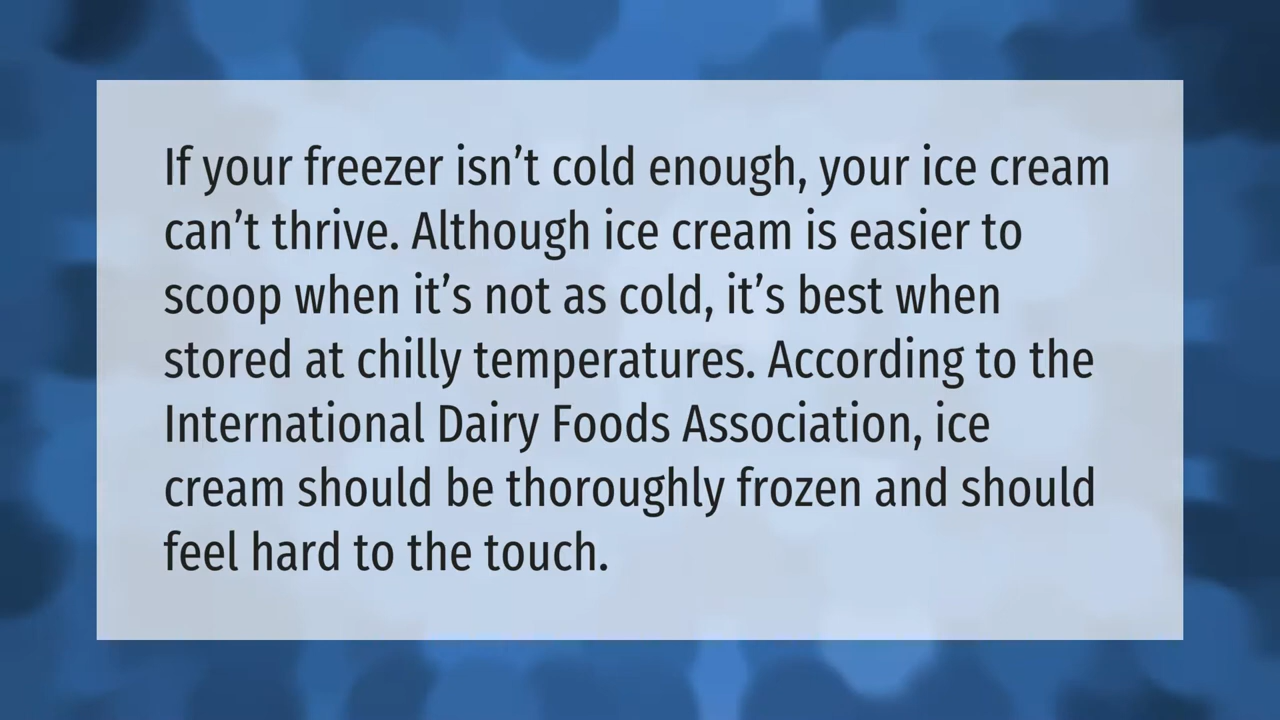 If your freezer isn’t cold enough, your ice cream
can’t thrive. Although ice cream is easier to
scoop when it’s not as cold, it’s best when
stored at chilly temperatures. According to the
International Dairy Foods Association, ice
cream should be thoroughly frozen and should
feel hard to the touch.